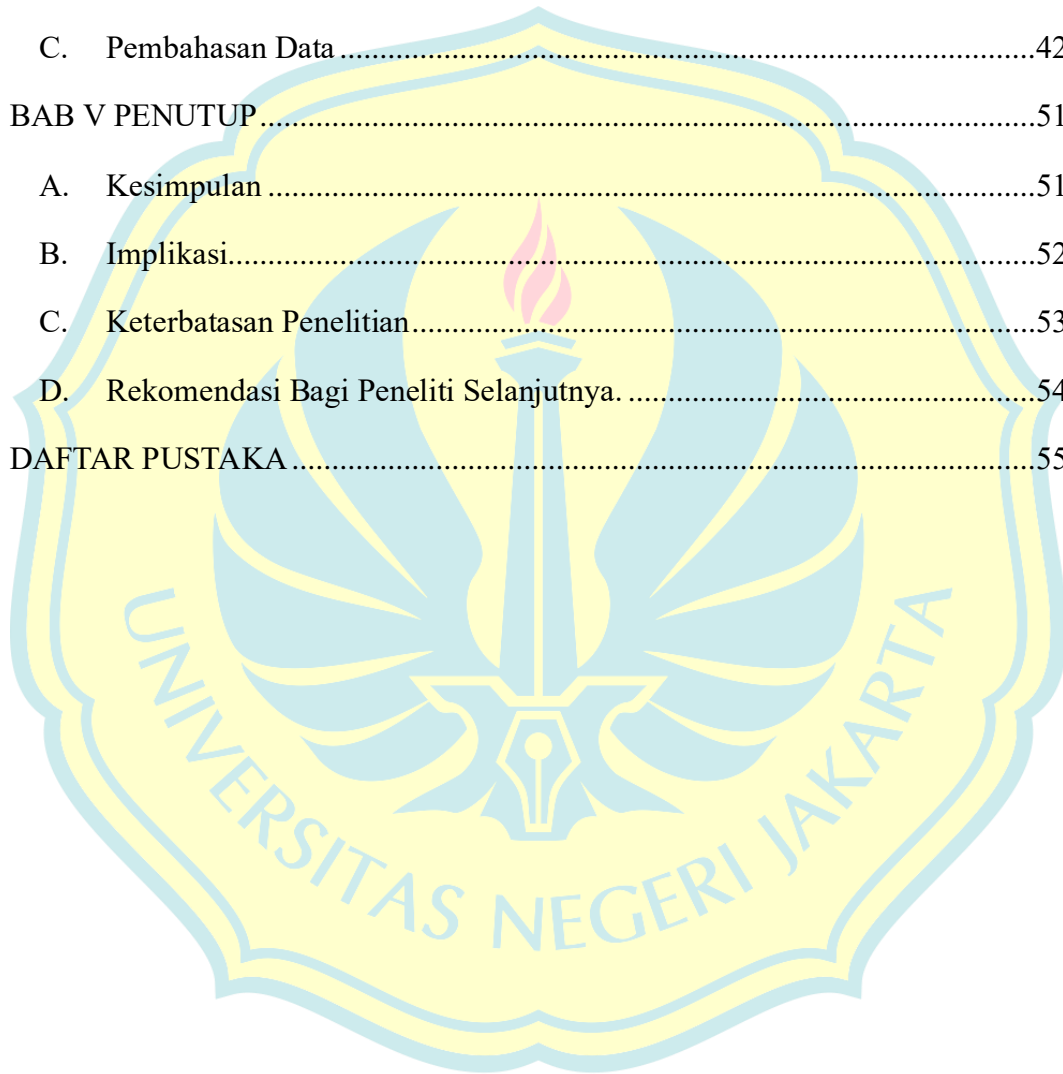 C. Pembahasan Data ........................................................................................42
BAB V PENUTUP..................................................................................................51
A. Kesimpulan .................................................................................................51
B. Implikasi......................................................................................................52
C. Keterbatasan Penelitian...............................................................................53
D. Rekomendasi Bagi Peneliti Selanjutnya. ....................................................54
DAFTAR PUSTAKA ..............................................................................................55
UNIVERSITAS NEGERI JAKARTA